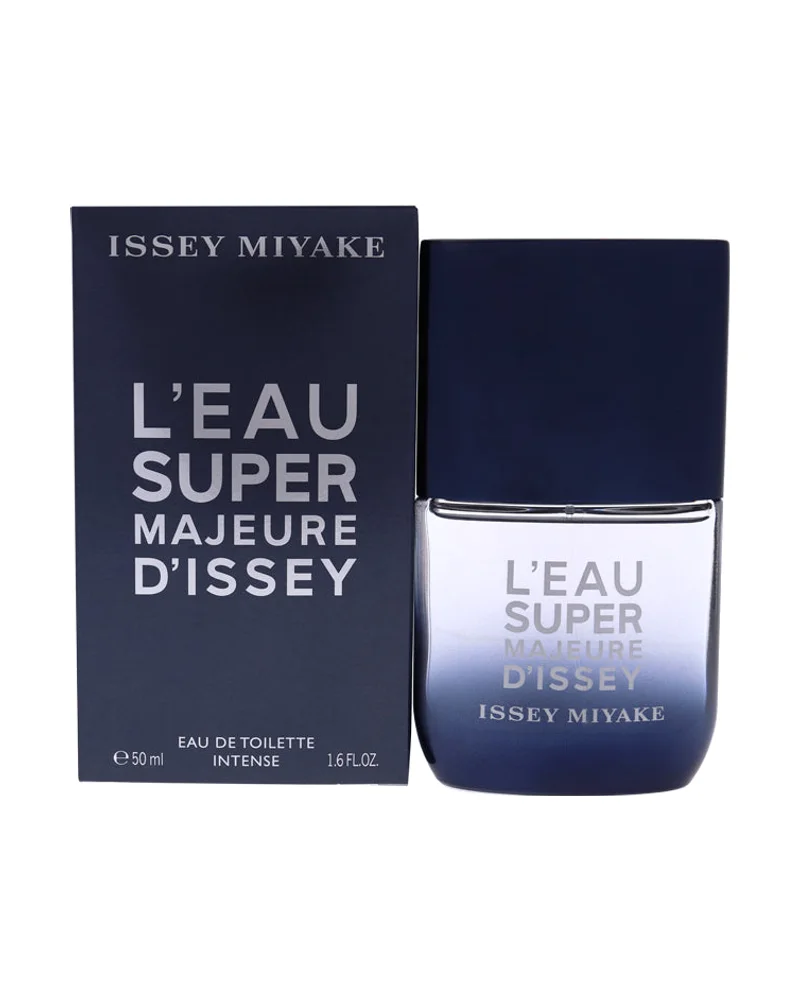 ISSEY MIYAKE
L'EAU
SUPER
MAJEURE
D'ISSEY
EAU DE TOILETTE
INTENSE
℮ 50 ml
1.6 FL.OZ.
L'EAU
SUPER
MAJEURE
D'ISSEY
ISSEY MIYAKE